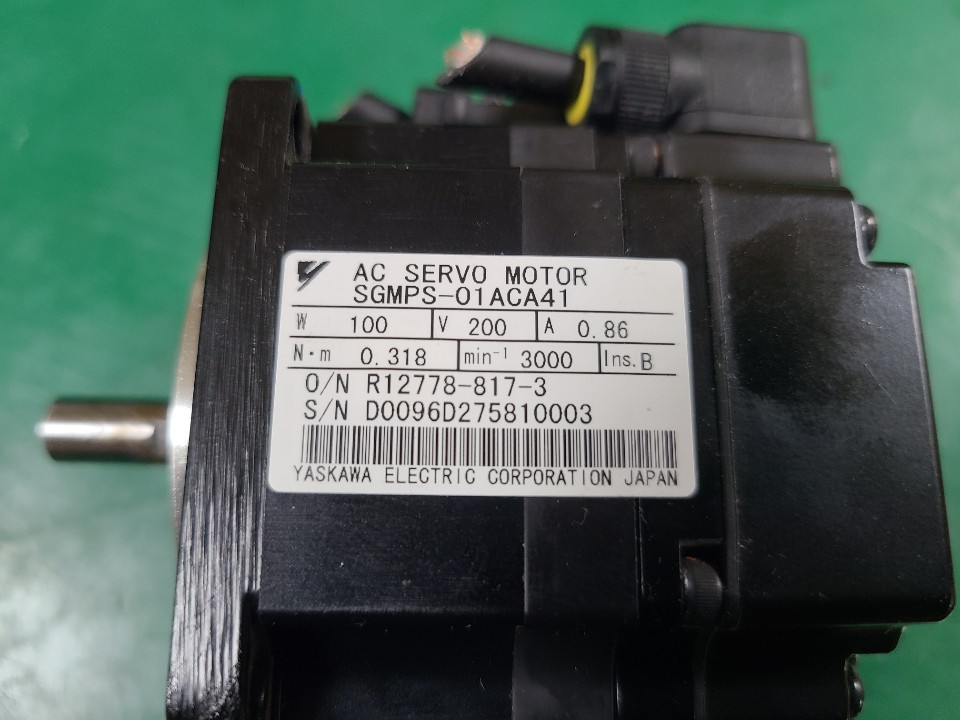 AC SERVO MOTOR
SGMPS-01ACA41
W 100 V 200 A 0.86
N·m 0.318 min⁻¹ 3000 Ins. B
O/N R12778-817-3
S/N D0096D275810003
YASKAWA ELECTRIC CORPORATION JAPAN